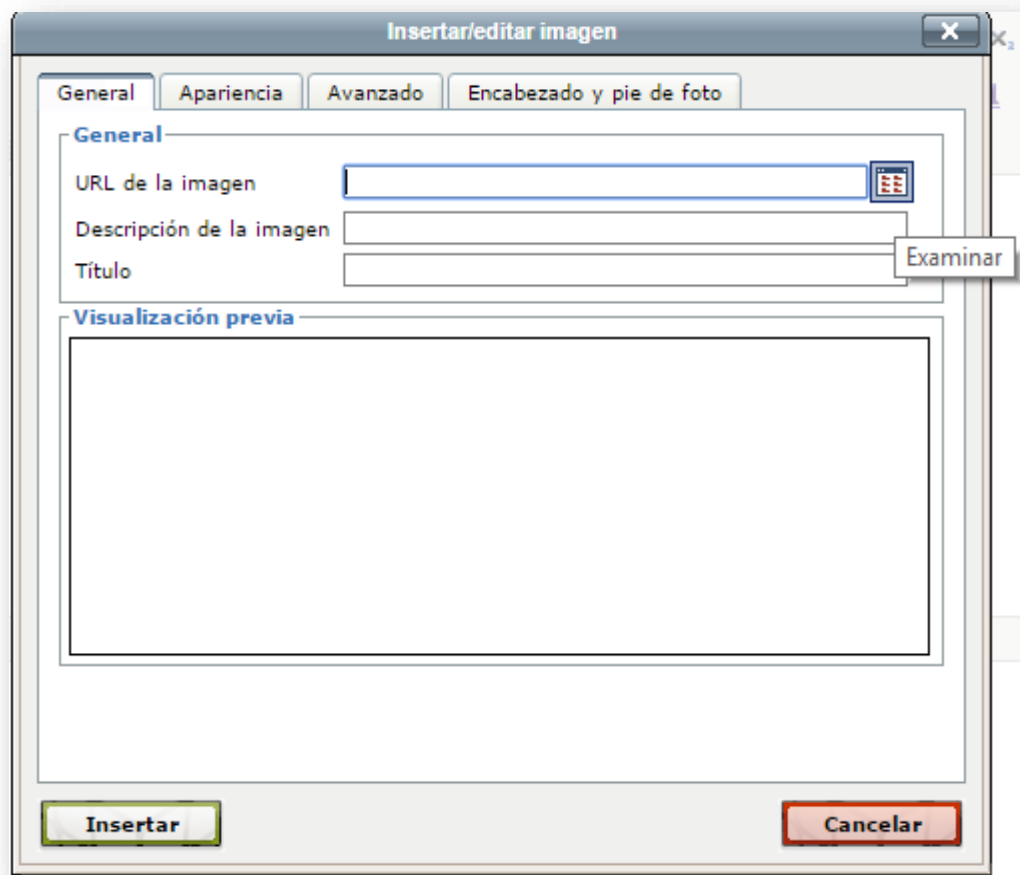 Insertar/editar imagen
General Apariencia Avanzado Encabezado y pie de foto
General
URL de la imagen
Descripción de la imagen
Examinar
Título
Visualización previa
Insertar Cancelar